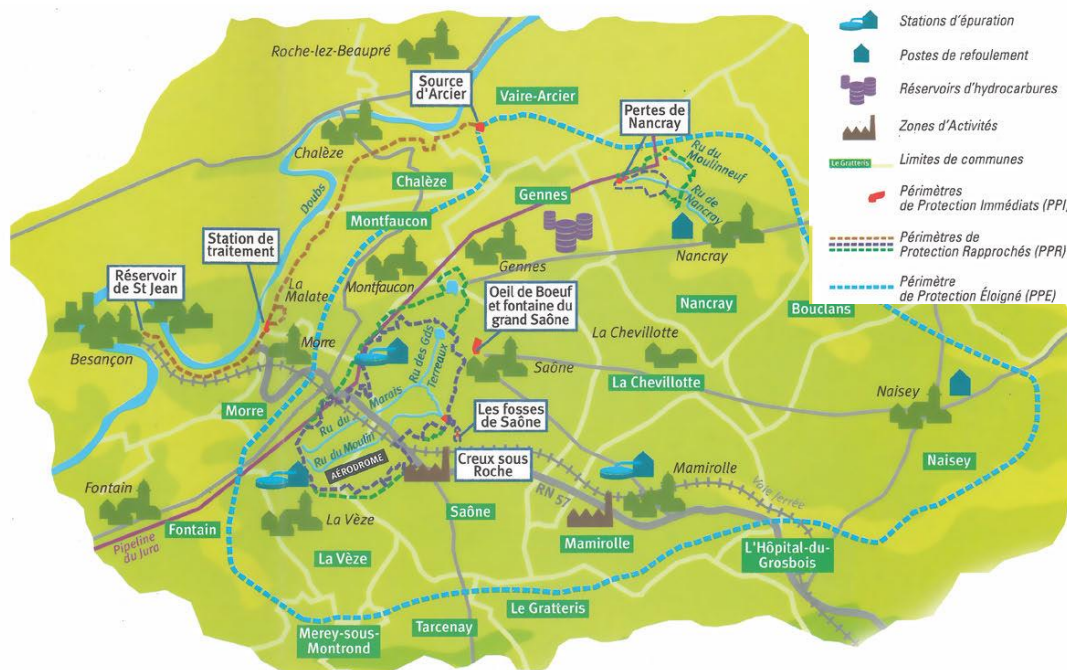 Stations d'épuration
Postes de refoulement
Réservoirs d'hydrocarbures
Zones d'Activités
Le Gratteris
Limites de communes
Périmètres
de Protection Immédiats (PPI)
Périmètres de
Protection Rapprochés (PPR)
Périmètre
de Protection Éloigné (PPE)
Roche-lez-Beaupré
Source
d'Arcier
Vaire-Arcier
Pertes de
Nancray
Ru du
Moulinneuf
Chalèze
Chalèze
Gennes
Ru de
Nancray
Doubs
Montfaucon
Station de
traitement
Nancray
Gennes
Réservoir
de St Jean
La
Malate
Montfaucon
Oeil de Boeuf
et fontaine du
grand Saône
Nancray
Bouclans
Besançon
Morre
Ru des Gds
Terreaux
La Chevillotte
Saône
La Chevillotte
Naisey
Morre
Ru du Marais
Les fosses
de Saône
Ru du Moulin
AÉRODROME
Creux sous
Roche
Mamirolle
Naisey
Fontain
RN 57
Voie ferrée
Saône
La Vèze
Fontain
Mamirolle
Pipeline
du Jura
La Vèze
L'Hôpital-du-
Grosbois
Le Gratteris
Merey-sous-
Montrond
Tarcenay